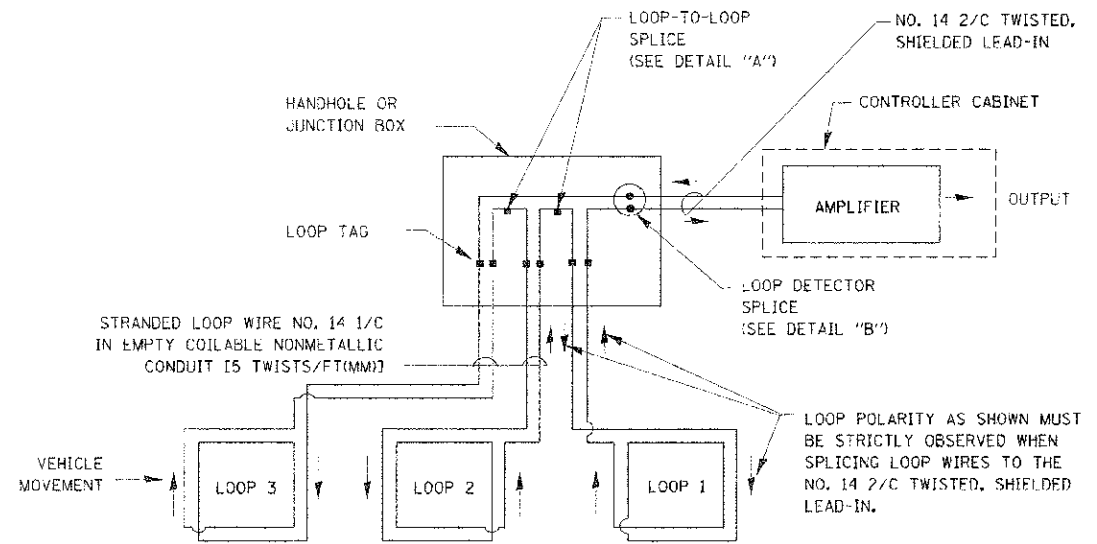 LOOP-TO-LOOP
SPLICE
(SEE DETAIL "A")
NO. 14 2/C TWISTED,
SHIELDED LEAD-IN
HANDHOLE OR
JUNCTION BOX
CONTROLLER CABINET
AMPLIFIER
OUTPUT
LOOP TAG
LOOP DETECTOR
SPLICE
(SEE DETAIL "B")
STRANDED LOOP WIRE NO. 14 1/C
IN EMPTY COILABLE NONMETALLIC
CONDUIT [5 TWISTS/FT(MM)]
LOOP POLARITY AS SHOWN MUST
BE STRICTLY OBSERVED WHEN
SPLICING LOOP WIRES TO THE
NO. 14 2/C TWISTED, SHIELDED
LEAD-IN.
VEHICLE
MOVEMENT
LOOP 3
LOOP 2
LOOP 1